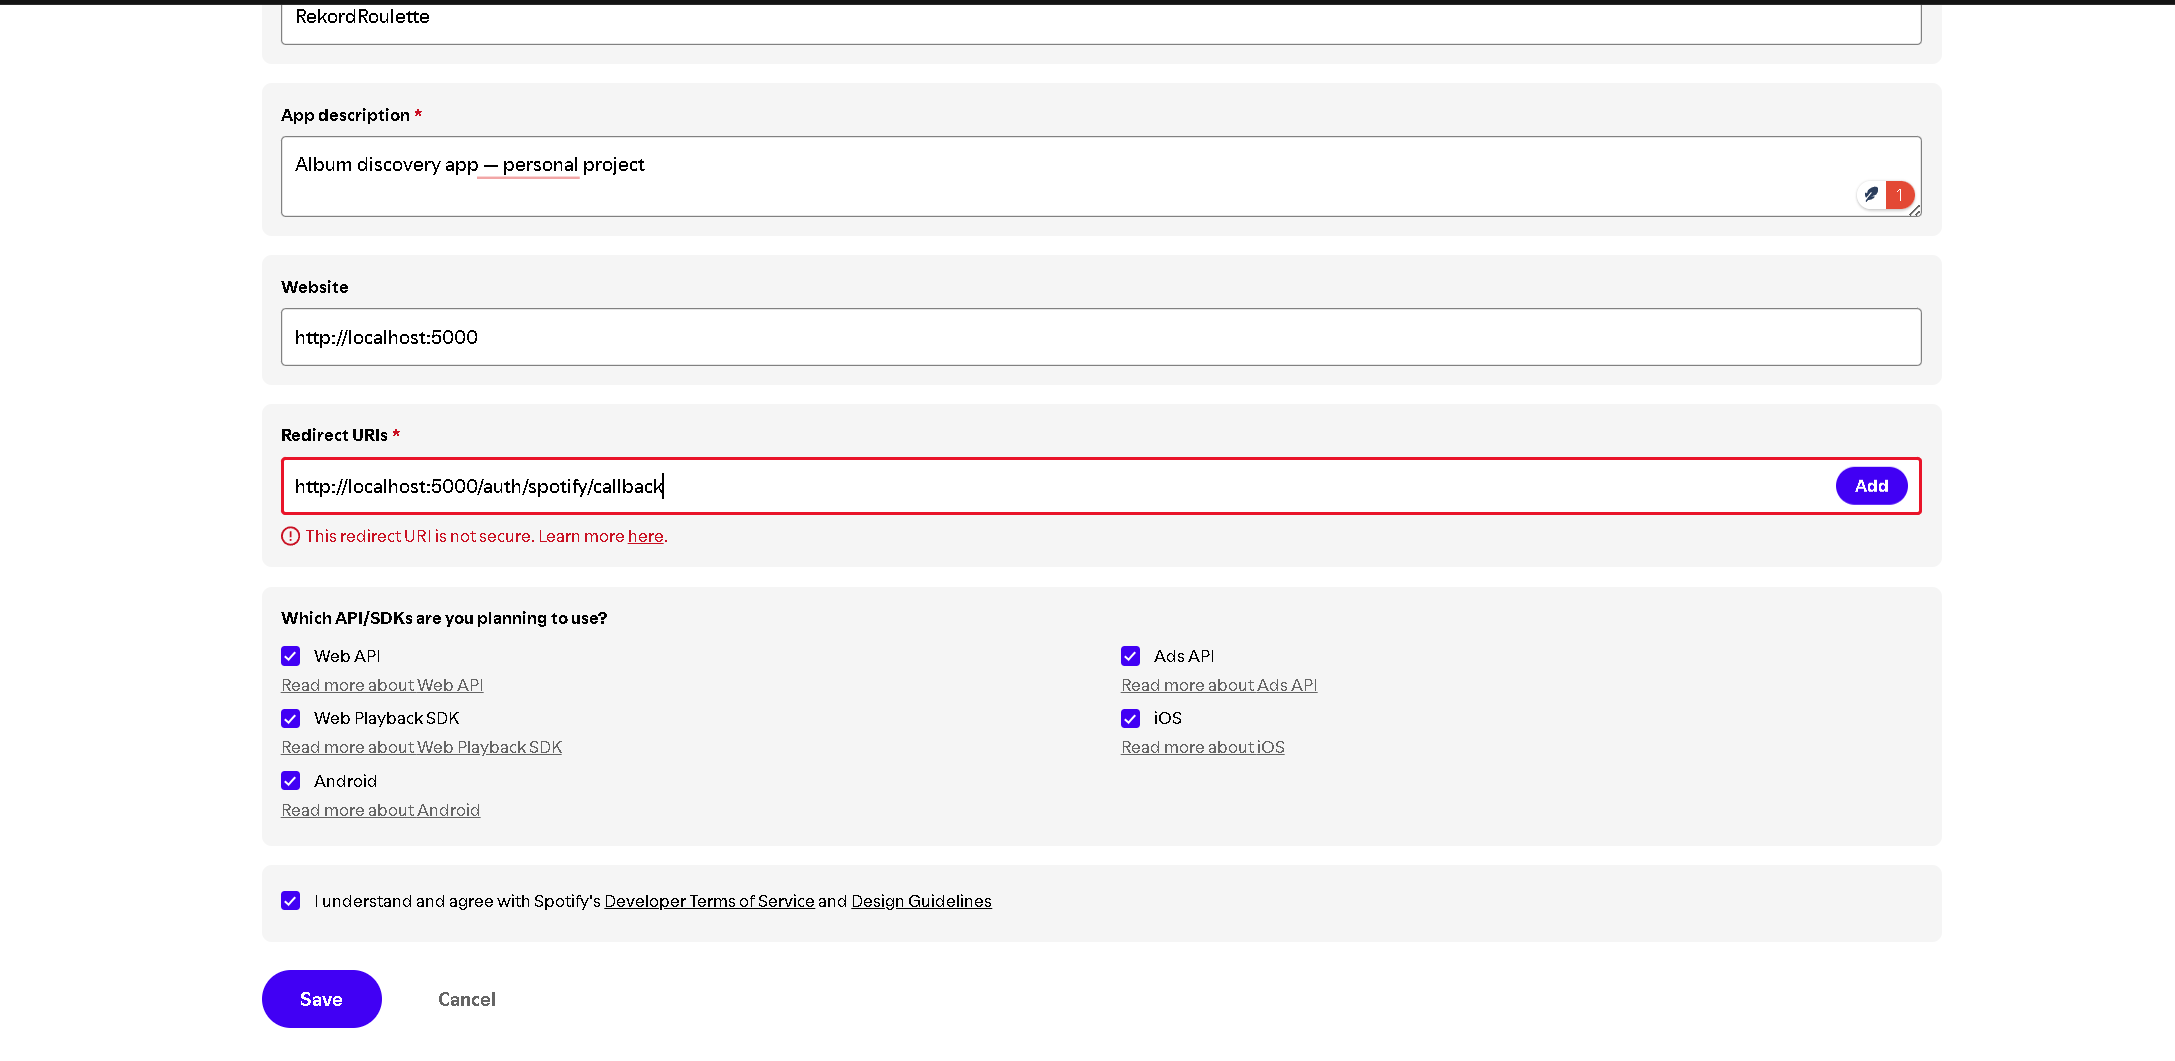 RekordRoulette
App description *
Album discovery app — personal project
1
Website
http://localhost:5000
Redirect URIs *
http://localhost:5000/auth/spotify/callback
Add
This redirect URI is not secure. Learn more here.
Which API/SDKs are you planning to use?
Web API
Read more about Web API
Ads API
Read more about Ads API
Web Playback SDK
Read more about Web Playback SDK
iOS
Read more about iOS
Android
Read more about Android
I understand and agree with Spotify's Developer Terms of Service and Design Guidelines
Save
Cancel